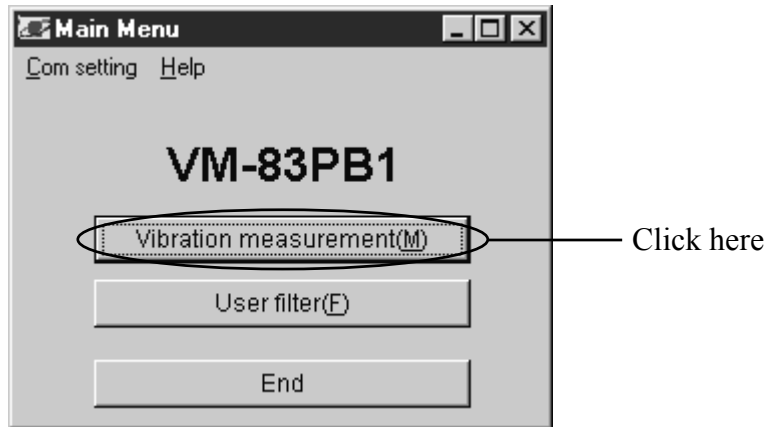 Main Menu
Com setting Help
VM-83PB1
Vibration measurement(M)
Click here
User filter(F)
End